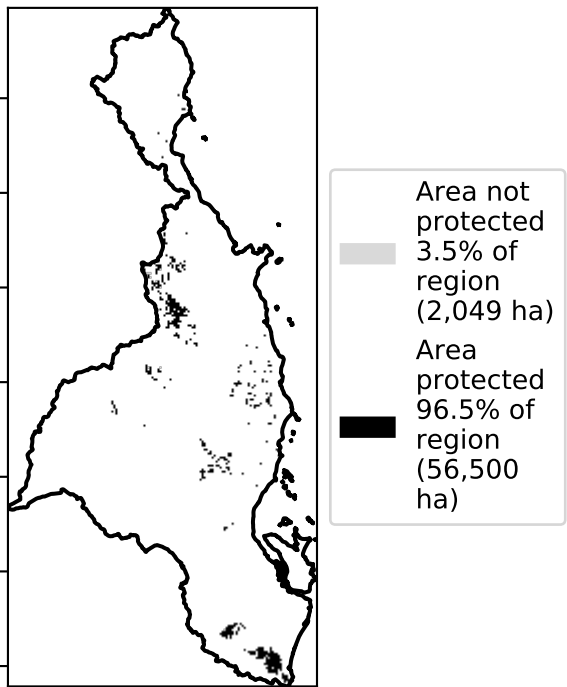 Area not
protected
3.5% of
region
(2,049 ha)
Area
protected
96.5% of
region
(56,500
ha)